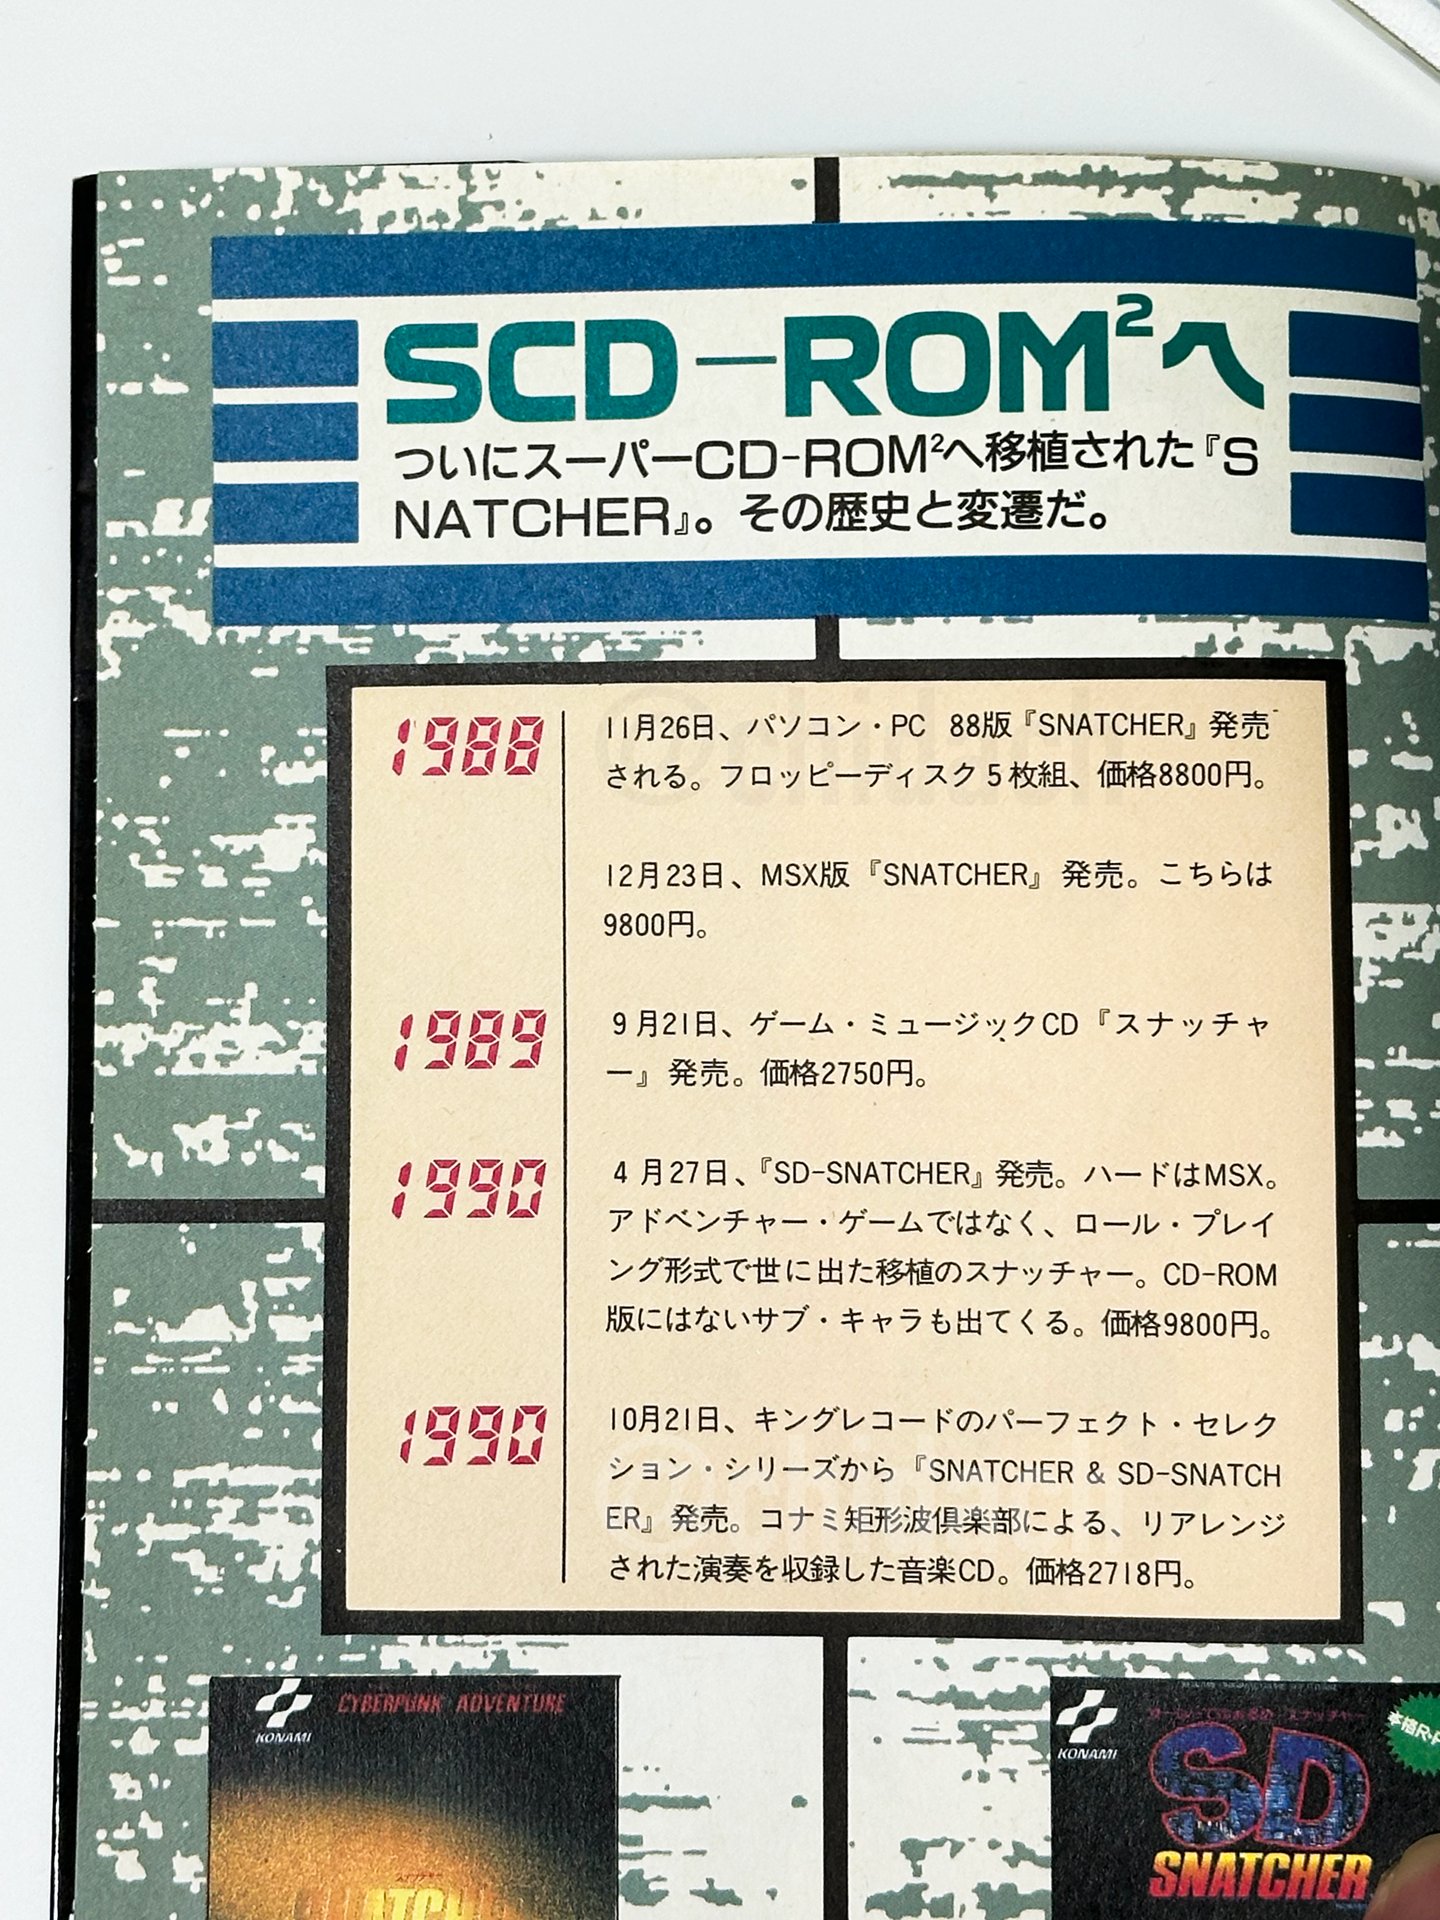 SCD-ROM²へ
ついにスーパーCD-ROM²へ移植された『S
NATCHER』。その歴史と変遷だ。
1988
11月26日、パソコン・PC 88版『SNATCHER』発売
される。フロッピーディスク5枚組、価格8800円。
12月23日、MSX版『SNATCHER』発売。こちらは
9800円。
1989
9月21日、ゲーム・ミュージックCD『スナッチャ
ー』発売。価格2750円。
1990
4月27日、『SD-SNATCHER』発売。ハードはMSX。
アドベンチャー・ゲームではなく、ロール・プレイ
ング形式で世に出た移植のスナッチャー。CD-ROM
版にはないサブ・キャラも出てくる。価格9800円。
1990
10月21日、キングレコードのパーフェクト・セレク
ション・シリーズから『SNATCHER & SD-SNATCH
ER』発売。コナミ矩形波倶楽部による、リアレンジ
された演奏を収録した音楽CD。価格2718円。
KONAMI
CYBERPUNK ADVENTURE
KONAMI
スナッチャー
本格R・P
SD
SNATCHER